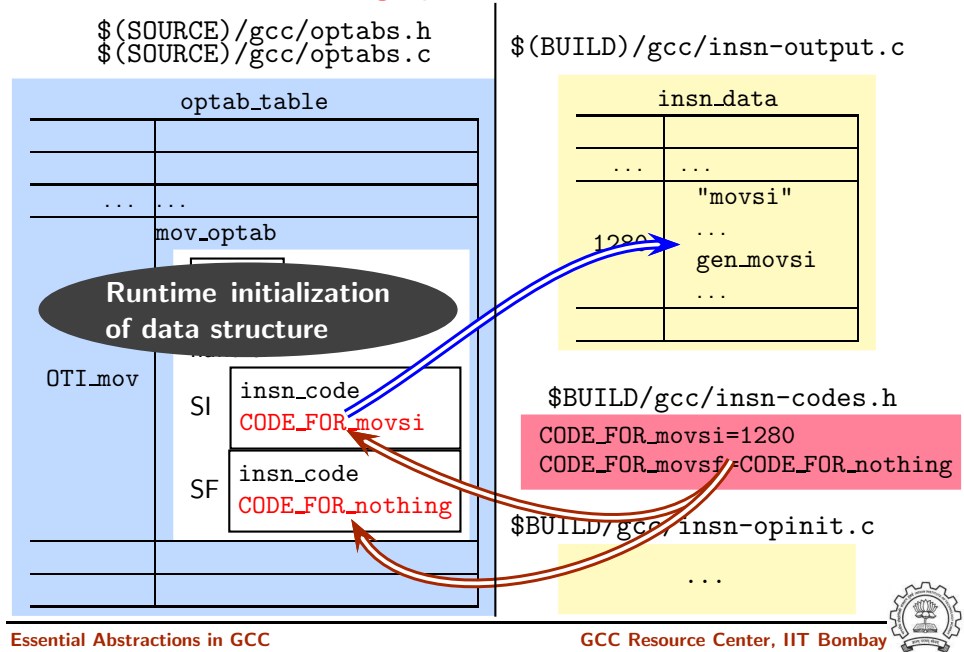 $(SOURCE)/gcc/optabs.h
$(SOURCE)/gcc/optabs.c
optab_table
... ...
mov_optab
Runtime initialization
of data structure
OTI_mov
SI
insn_code
CODE_FOR_movsi
SF
insn_code
CODE_FOR_nothing
$(BUILD)/gcc/insn-output.c
insn_data
... ...
1280
"movsi"
...
gen_movsi
...
$BUILD/gcc/insn-codes.h
CODE_FOR_movsi=1280
CODE_FOR_movsf=CODE_FOR_nothing
$BUILD/gcc/insn-opinit.c
...
Essential Abstractions in GCC
GCC Resource Center, IIT Bombay